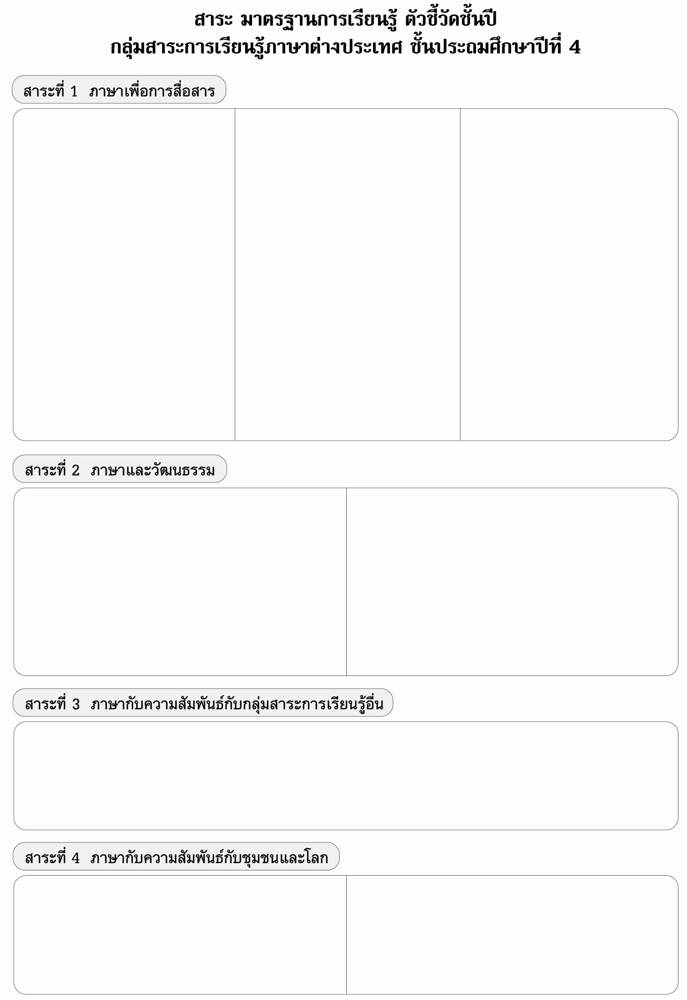 สาระ มาตรฐานการเรียนรู้ ตัวชี้วัดชั้นปี
กลุ่มสาระการเรียนรู้ภาษาต่างประเทศ ชั้นประถมศึกษาปีที่ 4
สาระที่ 1 ภาษาเพื่อการสื่อสาร
สาระที่ 2 ภาษาและวัฒนธรรม
สาระที่ 3 ภาษากับความสัมพันธ์กับกลุ่มสาระการเรียนรู้อื่น
สาระที่ 4 ภาษากับความสัมพันธ์กับชุมชนและโลก